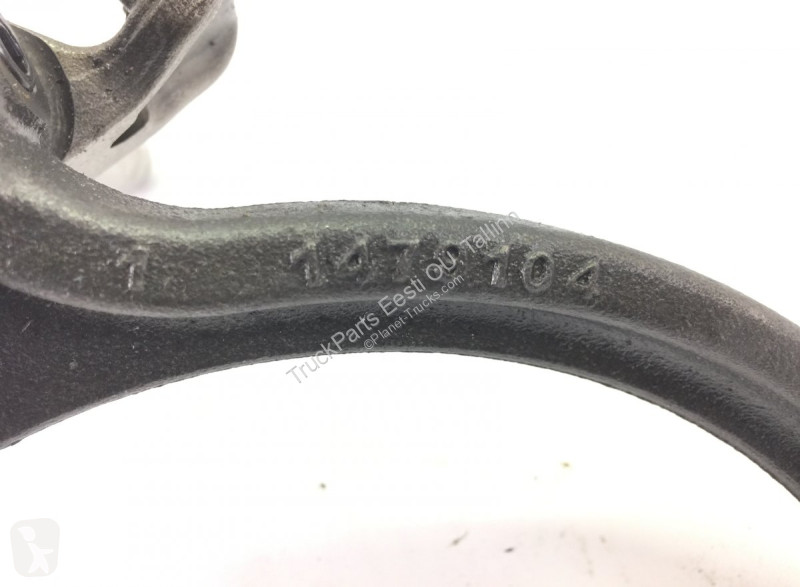 1 1479104
TruckParts Eesti OÜ, Tallinn
©Planet-Trucks.com